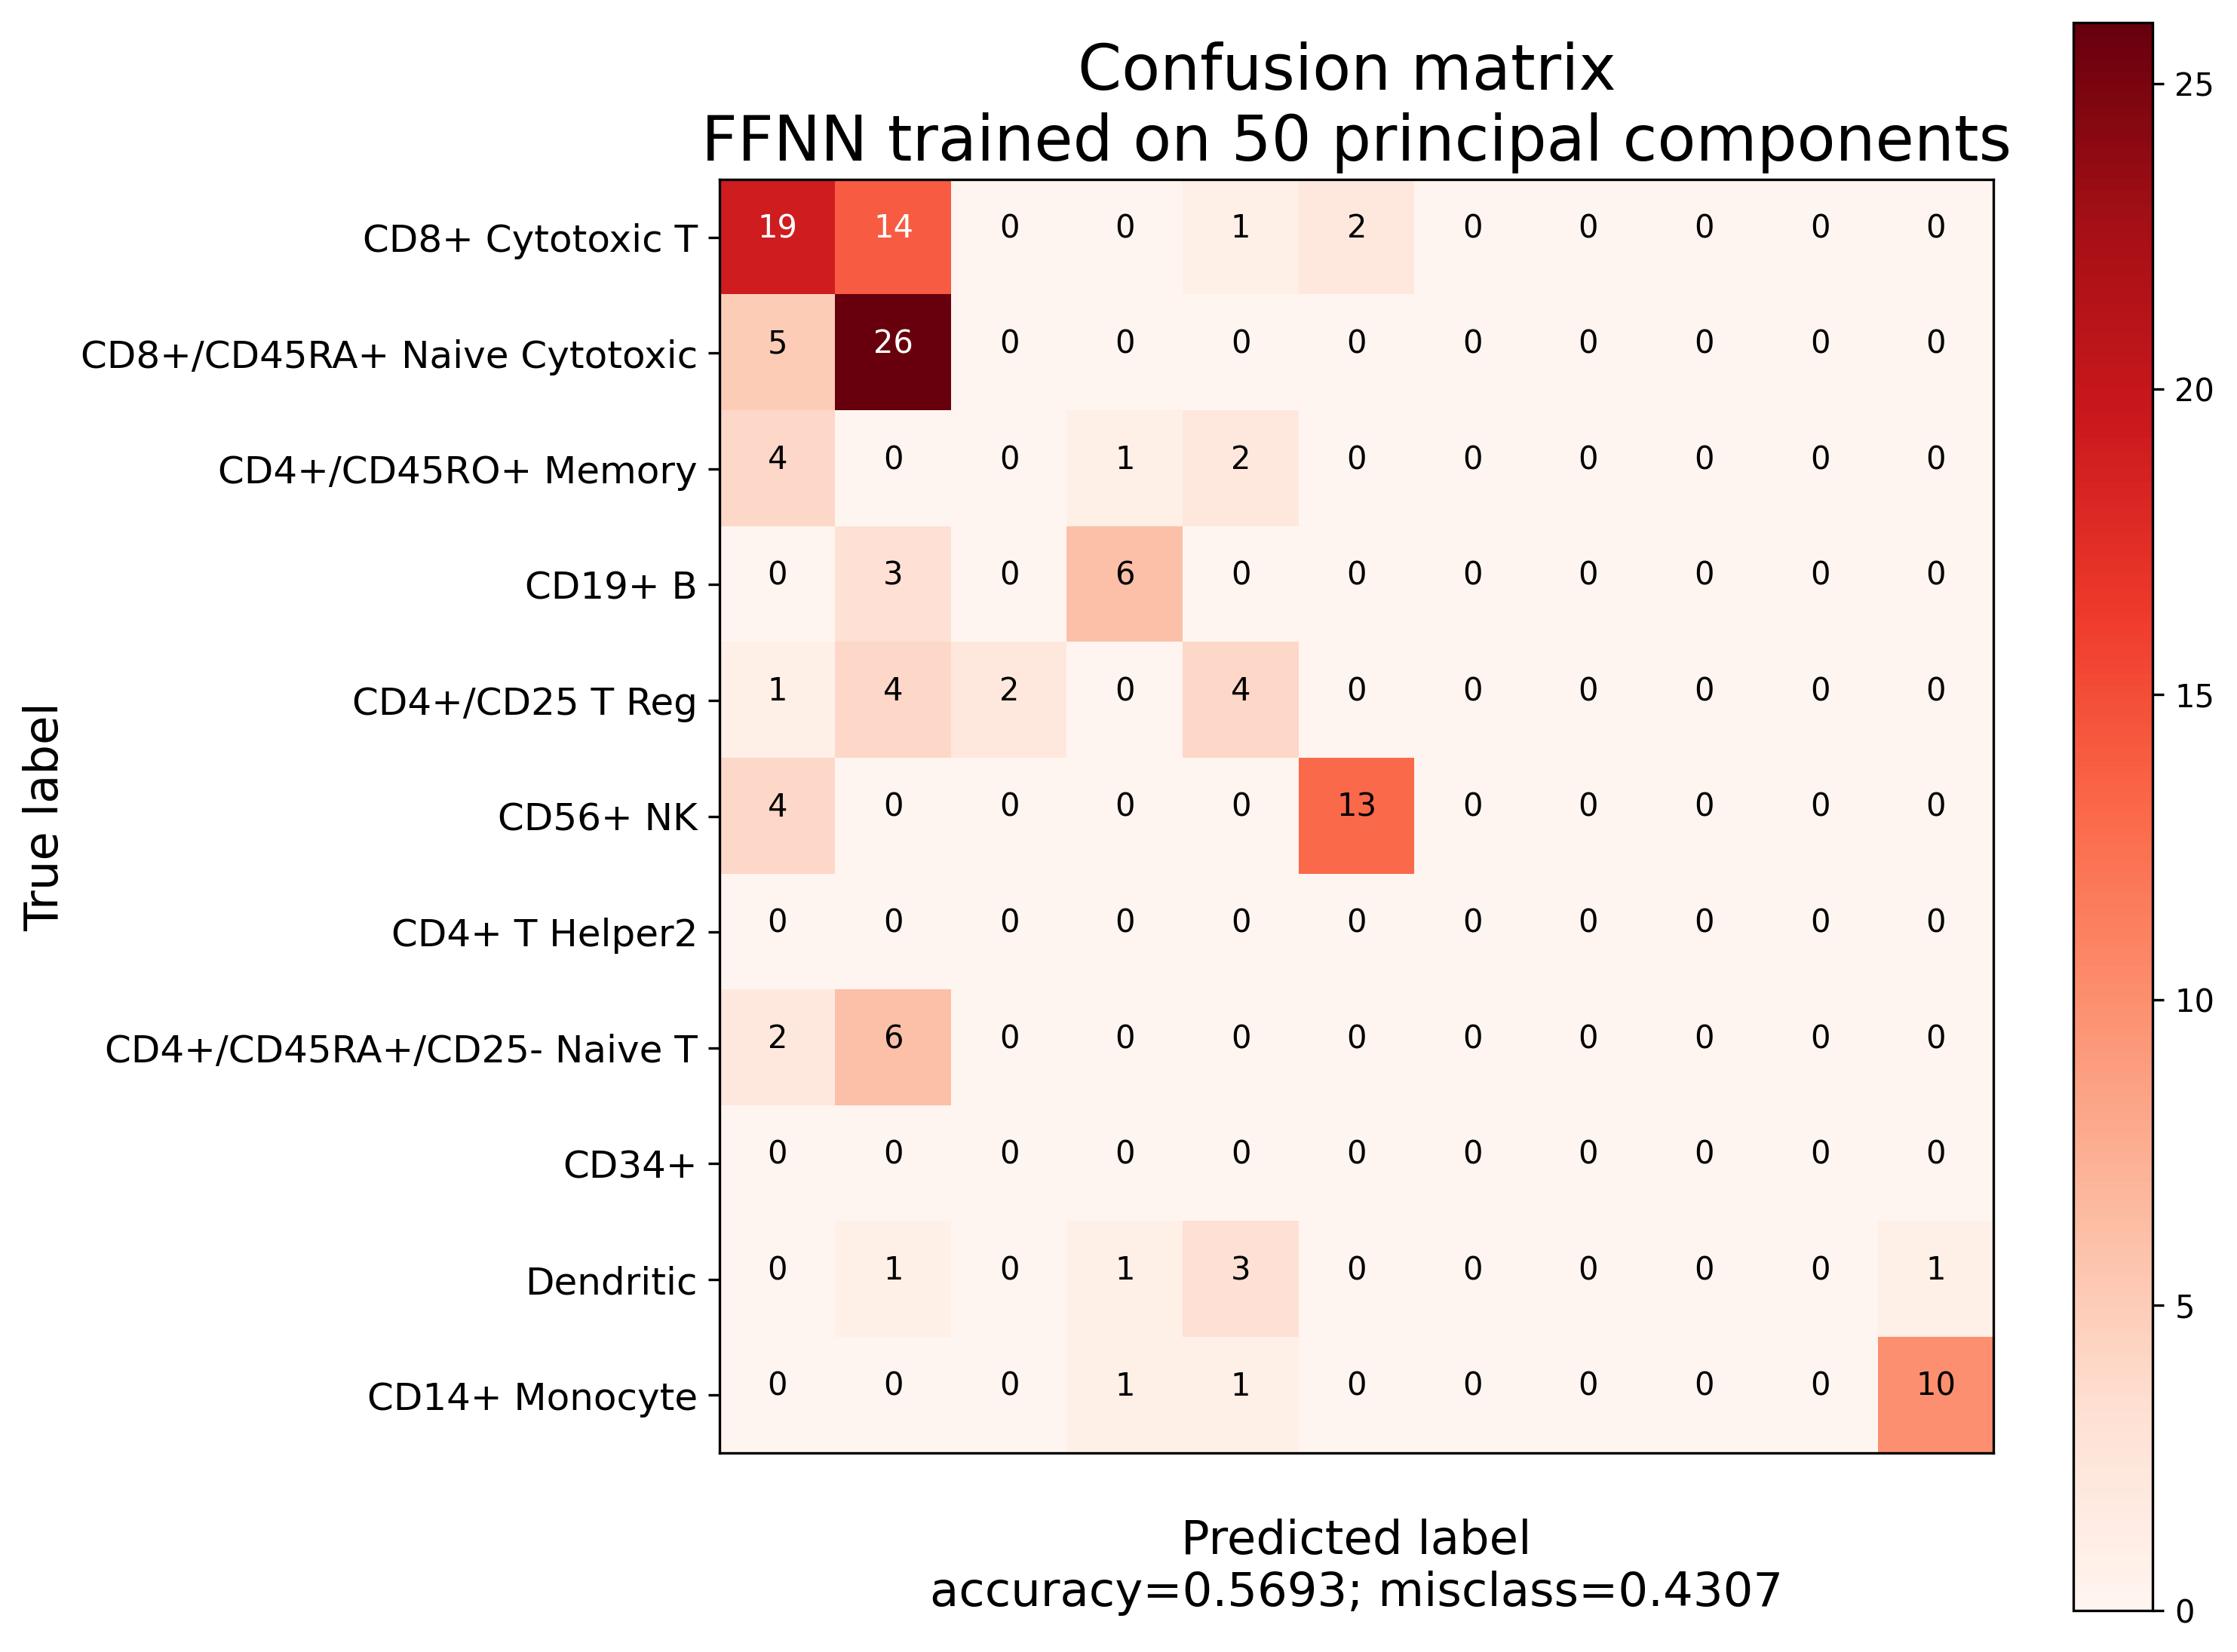 Confusion matrix
FFNN trained on 50 principal components
CD8+ Cytotoxic T 19 14 0 0 1 2 0 0 0 0 0
CD8+/CD45RA+ Naive Cytotoxic 5 26 0 0 0 0 0 0 0 0 0
CD4+/CD45RO+ Memory 4 0 0 1 2 0 0 0 0 0 0
CD19+ B 0 3 0 6 0 0 0 0 0 0 0
CD4+/CD25 T Reg 1 4 2 0 4 0 0 0 0 0 0
CD56+ NK 4 0 0 0 0 13 0 0 0 0 0
CD4+ T Helper2 0 0 0 0 0 0 0 0 0 0 0
CD4+/CD45RA+/CD25- Naive T 2 6 0 0 0 0 0 0 0 0 0
CD34+ 0 0 0 0 0 0 0 0 0 0 0
Dendritic 0 1 0 1 3 0 0 0 0 0 1
CD14+ Monocyte 0 0 0 1 1 0 0 0 0 0 10
True label
Predicted label
accuracy=0.5693; misclass=0.4307
25
20
15
10
5
0